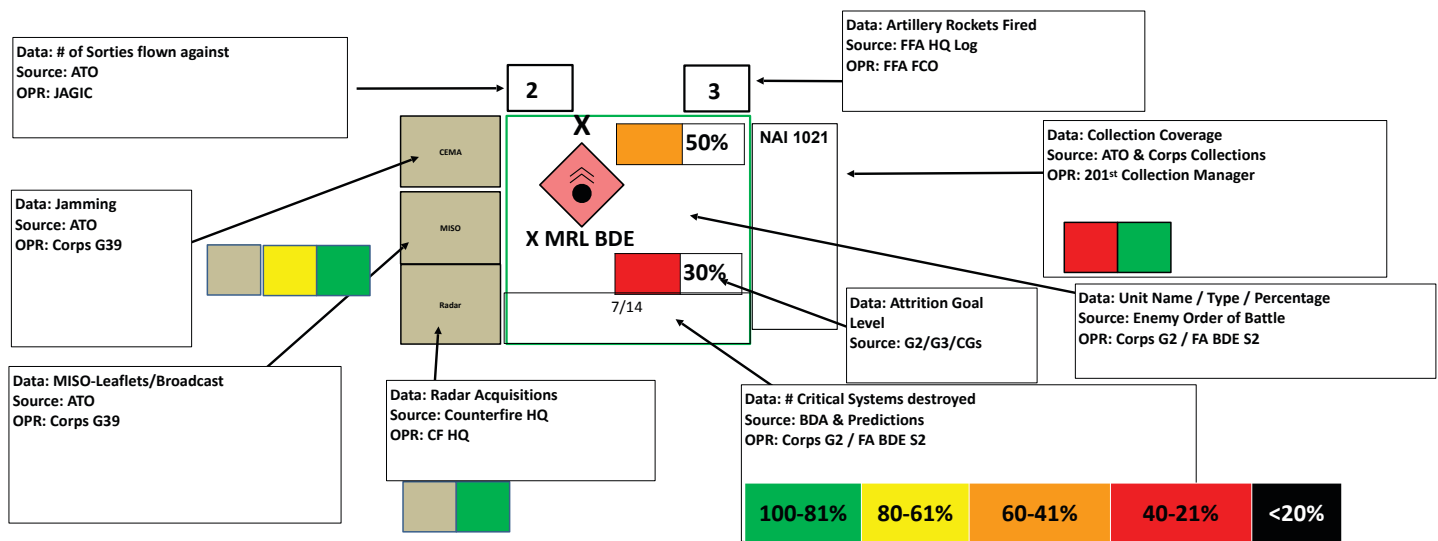 Data: # of Sorties flown against
Source: ATO
OPR: JAGIC
2
3
Data: Artillery Rockets Fired
Source: FFA HQ Log
OPR: FFA FCO
CEMA
MISO
Radar
X
50%
X MRL BDE
30%
7/14
NAI 1021
Data: Collection Coverage
Source: ATO & Corps Collections
OPR: 201st Collection Manager
Data: Jamming
Source: ATO
OPR: Corps G39
Data: Attrition Goal
Level
Source: G2/G3/CGs
Data: Unit Name / Type / Percentage
Source: Enemy Order of Battle
OPR: Corps G2 / FA BDE S2
Data: MISO-Leaflets/Broadcast
Source: ATO
OPR: Corps G39
Data: Radar Acquisitions
Source: Counterfire HQ
OPR: CF HQ
Data: # Critical Systems destroyed
Source: BDA & Predictions
OPR: Corps G2 / FA BDE S2
100-81%
80-61%
60-41%
40-21%
<20%